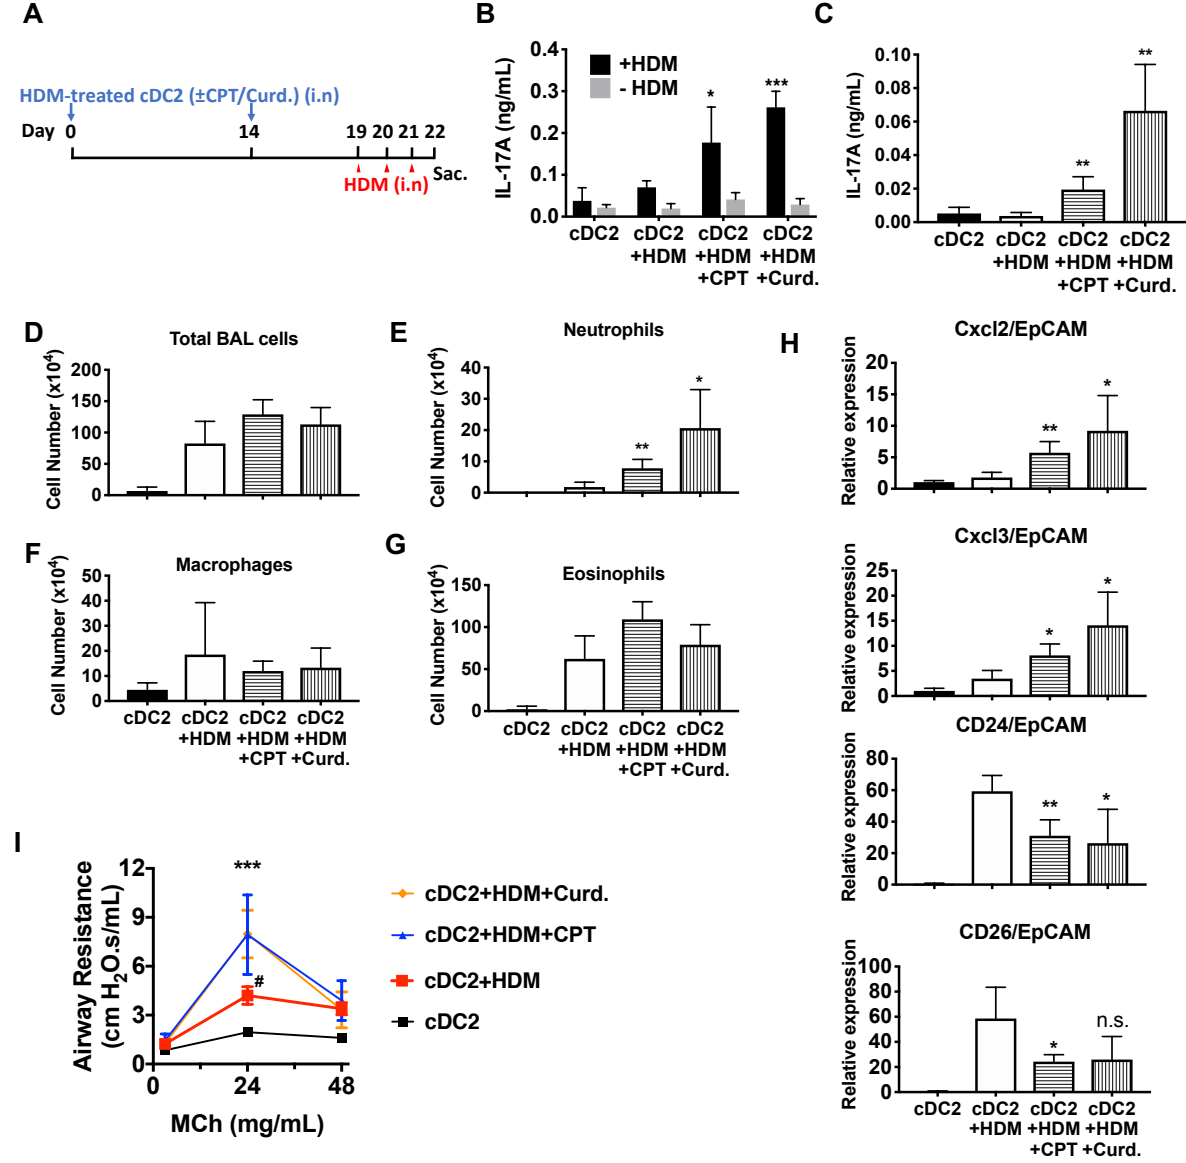 A
HDM-treated cDC2 (±CPT/Curd.) (i.n)
Day 0 14 19 20 21 22
HDM (i.n)
Sac.
B
IL-17A (ng/mL)
0.4
0.3
0.2
0.1
0.0
+HDM
- HDM
*
***
cDC2
cDC2
+HDM
cDC2
+HDM
+CPT
cDC2
+HDM
+Curd.
C
IL-17A (ng/mL)
0.10
0.08
0.06
0.04
0.02
0.00
**
**
cDC2
cDC2
+HDM
cDC2
+HDM
+CPT
cDC2
+HDM
+Curd.
D
Total BAL cells
Cell Number (x10⁴)
200
150
100
50
0
E
Neutrophils
Cell Number (x10⁴)
40
30
20
10
0
**
*
F
Macrophages
Cell Number (x10⁴)
50
40
30
20
10
0
cDC2
cDC2
+HDM
cDC2
+HDM
+CPT
cDC2
+HDM
+Curd.
G
Eosinophils
Cell Number (x10⁴)
150
100
50
0
cDC2
cDC2
+HDM
cDC2
+HDM
+CPT
cDC2
+HDM
+Curd.
H
Cxcl2/EpCAM
Relative expression
20
15
10
5
0
**
*
Cxcl3/EpCAM
Relative expression
25
20
15
10
5
0
*
*
CD24/EpCAM
Relative expression
80
60
40
20
0
**
*
CD26/EpCAM
Relative expression
100
80
60
40
20
0
*
n.s.
cDC2
cDC2
+HDM
cDC2
+HDM
+CPT
cDC2
+HDM
+Curd.
I
Airway Resistance
(cm H₂O.s/mL)
12
9
6
3
0
***
#
0 24 48
MCh (mg/mL)
cDC2+HDM+Curd.
cDC2+HDM+CPT
cDC2+HDM
cDC2